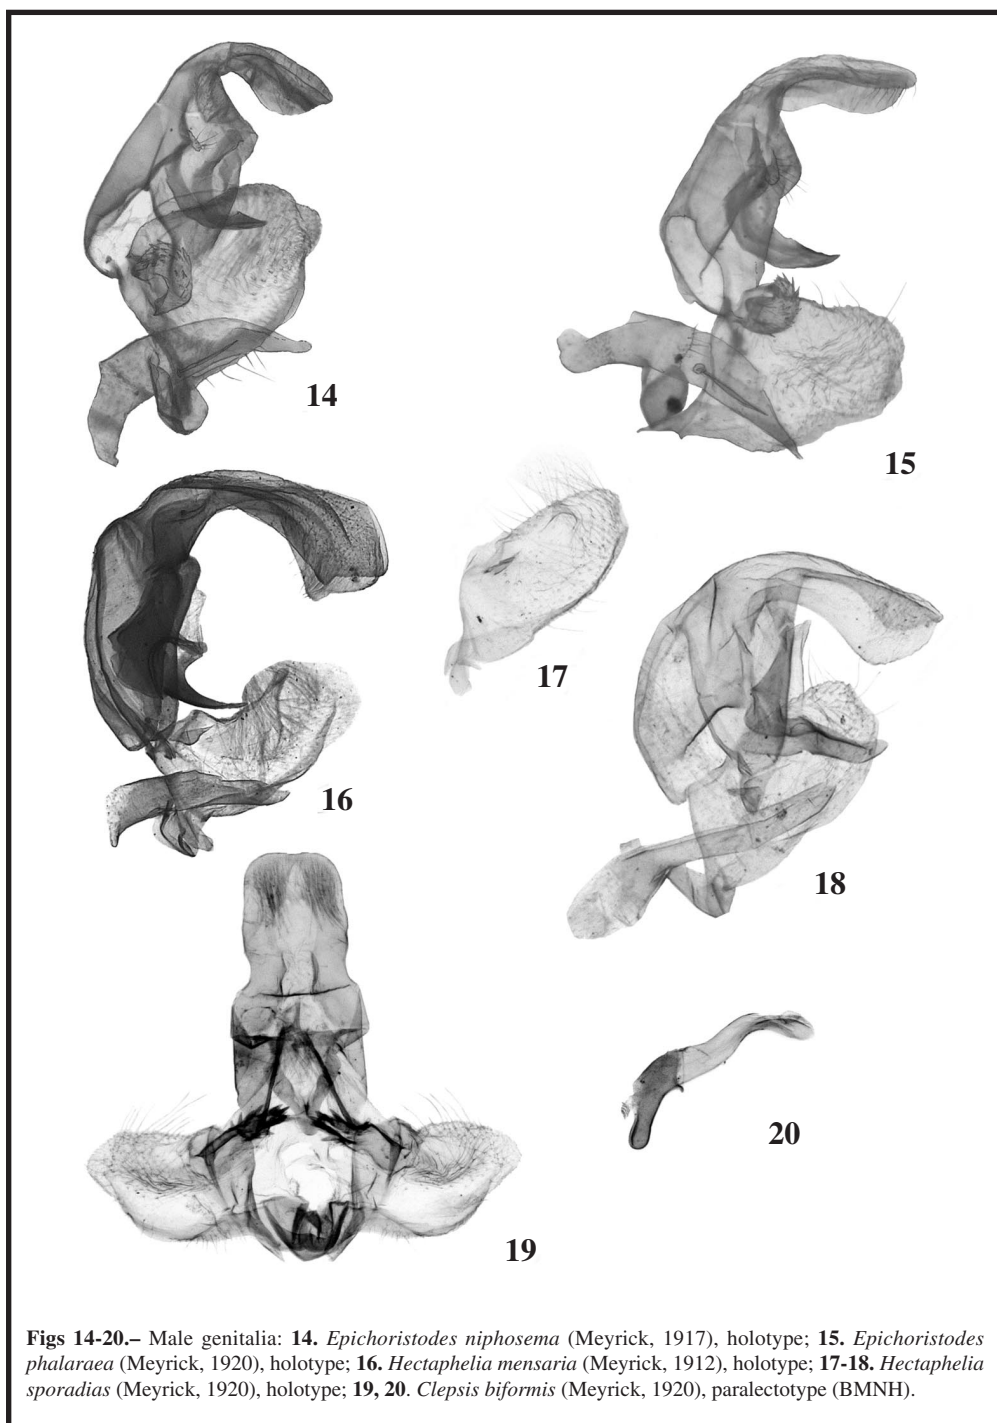 14
15
17
16
18
20
19
Figs 14-20.– Male genitalia: 14. Epichoristodes niphosema (Meyrick, 1917), holotype; 15. Epichoristodes
phalaraea (Meyrick, 1920), holotype; 16. Hectaphelia mensaria (Meyrick, 1912), holotype; 17-18. Hectaphelia
sporadias (Meyrick, 1920), holotype; 19, 20. Clepsis biformis (Meyrick, 1920), paralectotype (BMNH).